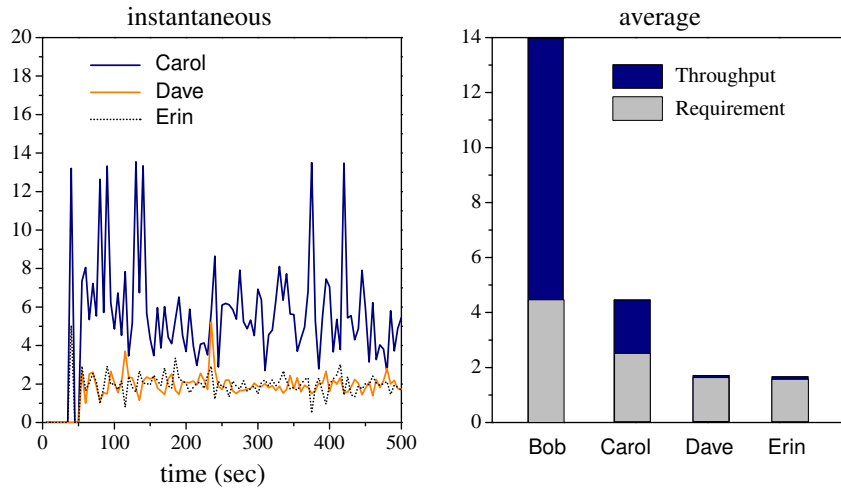 instantaneous
20
18
16
14
12
10
8
6
4
2
0
Carol
Dave
Erin
0 100 200 300 400 500
time (sec)
average
14
12
10
8
6
4
2
0
Throughput
Requirement
Bob Carol Dave Erin